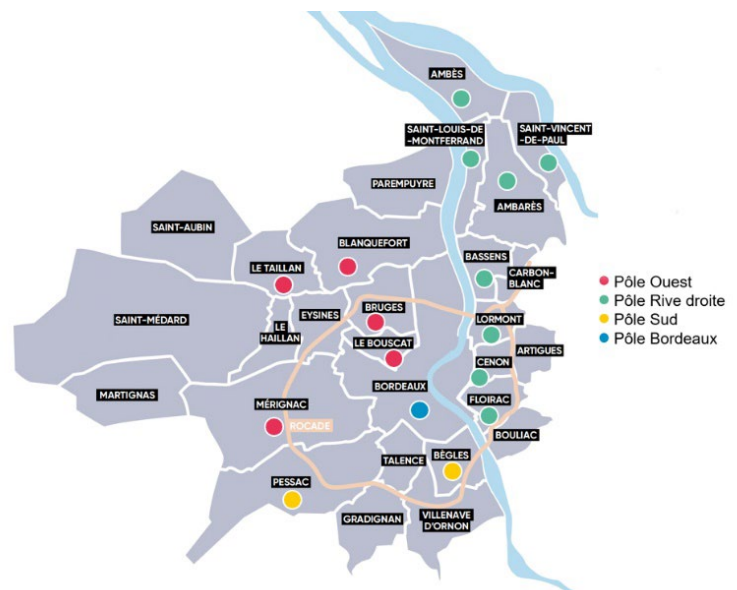 AMBÈS
SAINT-LOUIS-DE
-MONTFERRAND
SAINT-VINCENT
-DE-PAUL
PAREMPUYRE
AMBARÈS
SAINT-AUBIN
BLANQUEFORT
LE TAILLAN
BASSENS
CARBON-
BLANC
BRUGES
EYSINES
SAINT-MÉDARD
LE
HAILLAN
LORMONT
LE BOUSCAT
ARTIGUES
CENON
MARTIGNAS
BORDEAUX
FLOIRAC
MÉRIGNAC
ROCADE
BOULIAC
TALENCE
BÈGLES
PESSAC
GRADIGNAN
VILLENAVE
D'ORNON
Pôle Ouest
Pôle Rive droite
Pôle Sud
Pôle Bordeaux